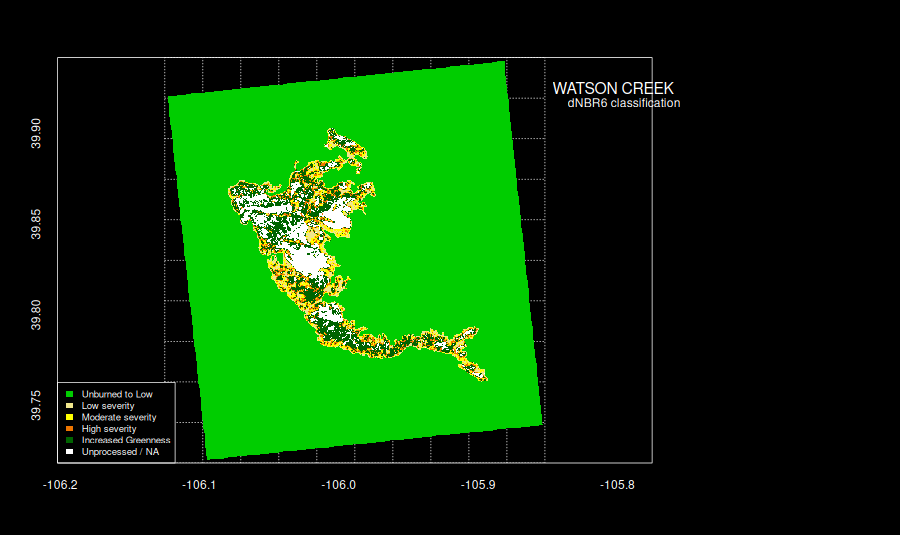 WATSON CREEK
dNBR6 classification
39.90
39.85
39.80
39.75
Unburned to Low
Low severity
Moderate severity
High severity
Increased Greenness
Unprocessed / NA
-106.2
-106.1
-106.0
-105.9
-105.8